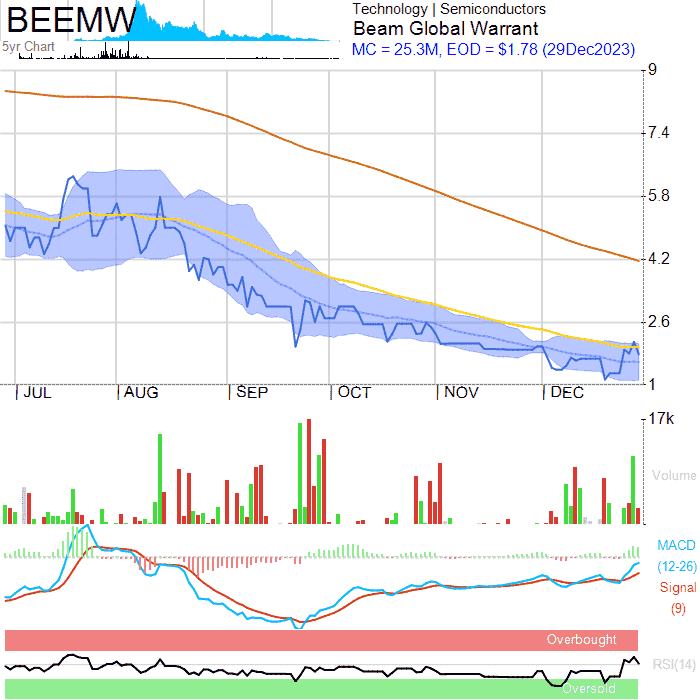 BEEMW
5yr Chart
Technology | Semiconductors
Beam Global Warrant
MC = 25.3M, EOD = $1.78 (29Dec2023)
9
7.4
5.8
4.2
2.6
1
JUL AUG SEP OCT NOV DEC
17k
Volume
MACD
(12-26)
Signal
(9)
Overbought
RSI(14)
Oversold